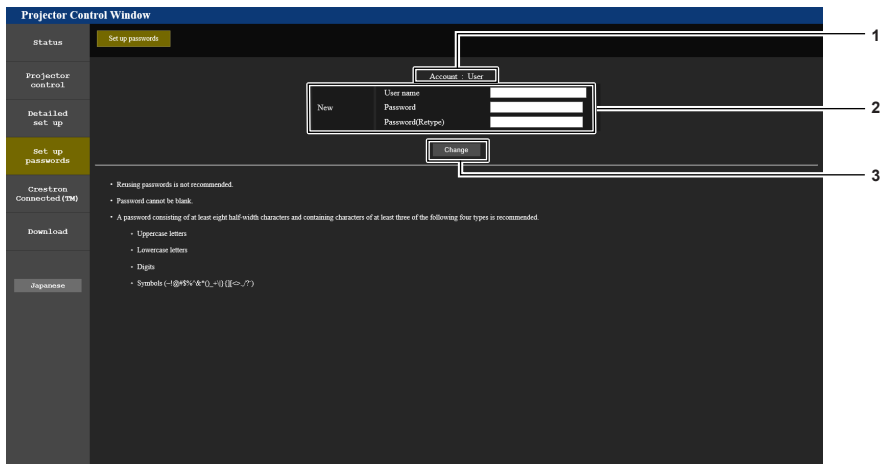 Projector Control Window
Status
Set up passwords
1
Projector
control
Account : User
New
User name
Password
Password(Retype)
2
Detailed
set up
Set up
passwords
Change
3
Crestron
Connected(TM)
Download
Japanese
• Reusing passwords is not recommended.
• Password cannot be blank.
• A password consisting of at least eight half-width characters and containing characters of at least three of the following four types is recommended.
• Uppercase letters
• Lowercase letters
• Digits
• Symbols